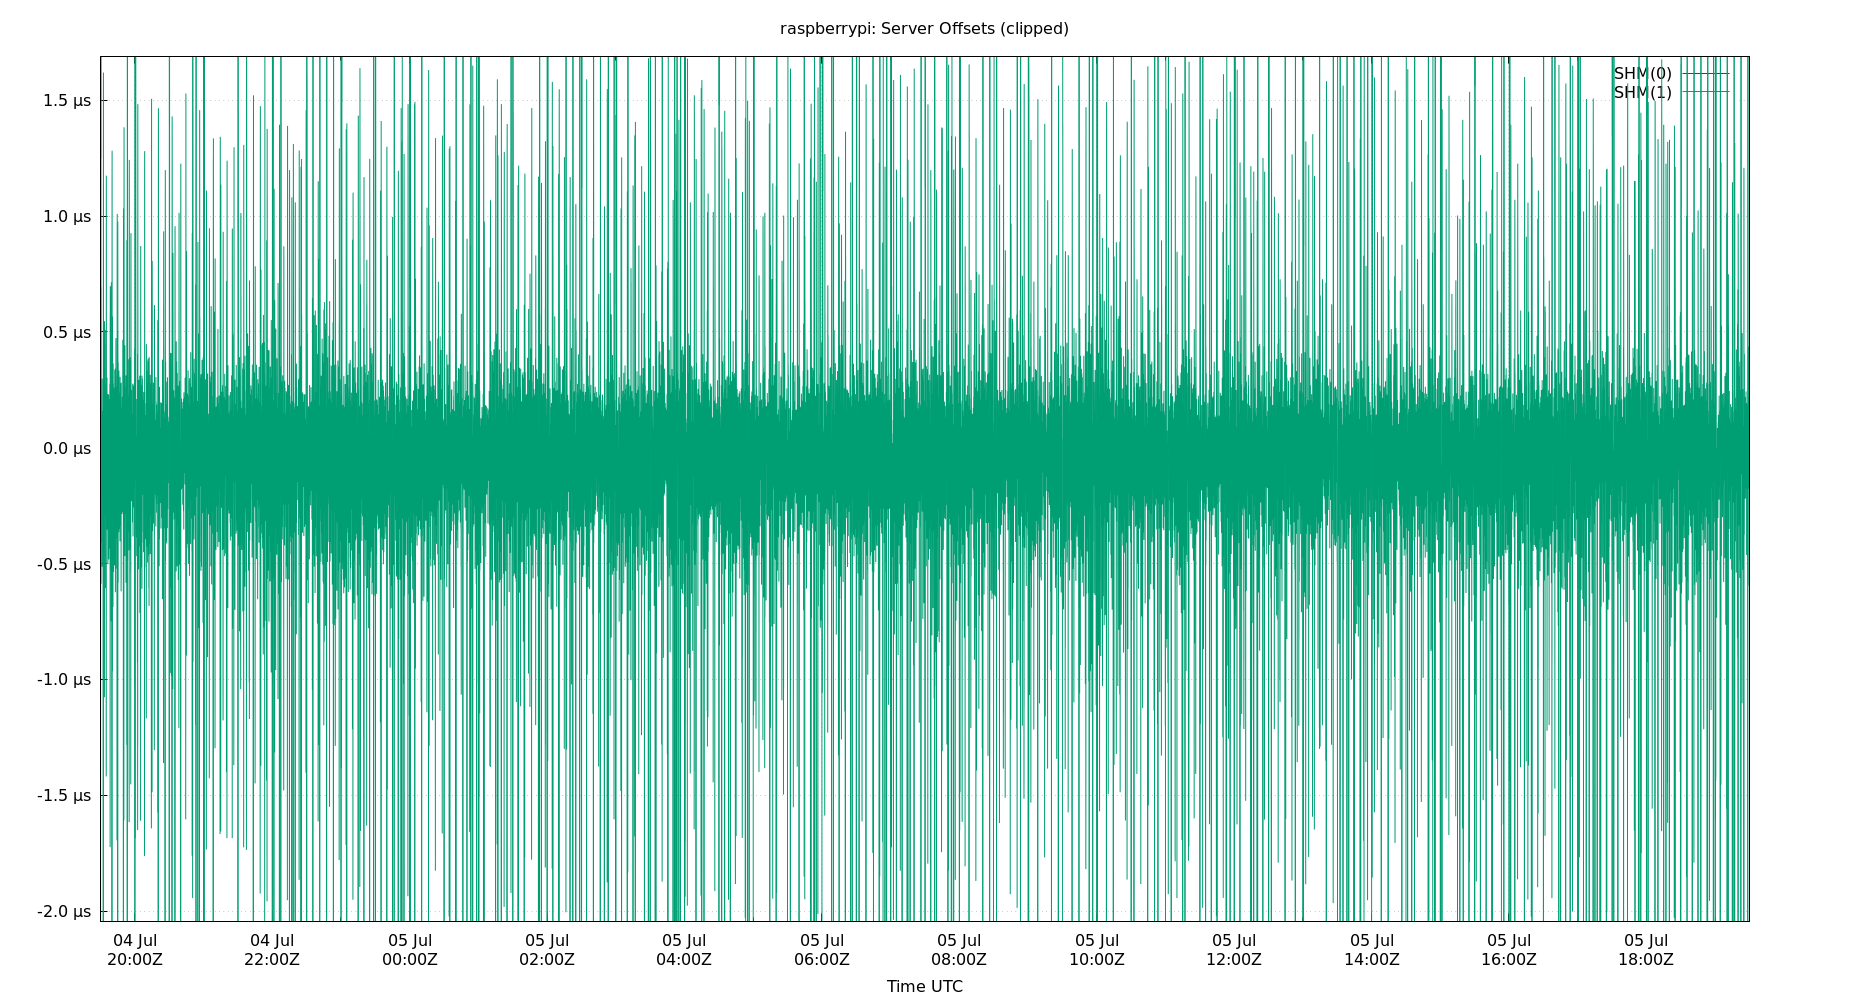 raspberrypi: Server Offsets (clipped)
SHM(0)
SHM(1)
1.5 µs
1.0 µs
0.5 µs
0.0 µs
-0.5 µs
-1.0 µs
-1.5 µs
-2.0 µs
04 Jul 04 Jul 05 Jul 05 Jul 05 Jul 05 Jul 05 Jul 05 Jul 05 Jul 05 Jul 05 Jul 05 Jul
20:00Z 22:00Z 00:00Z 02:00Z 04:00Z 06:00Z 08:00Z 10:00Z 12:00Z 14:00Z 16:00Z 18:00Z
Time UTC